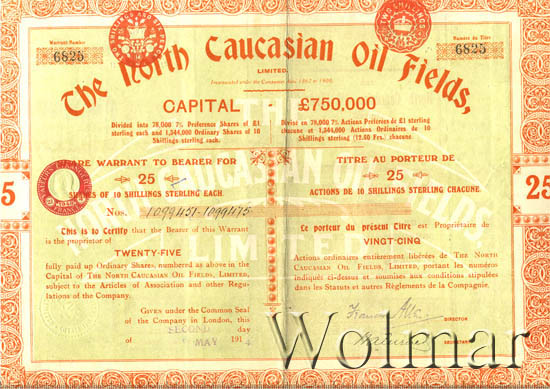 Warrant Number
6825
Numéro du Titre
6825
The North Caucasian Oil Fields,
LIMITED.
Incorporated under the Companies Acts, 1862 to 1900.
CAPITAL - £750,000
Divided into 78,000 7% Preference Shares of £1
sterling each and 1,344,000 Ordinary Shares of 10
Shillings sterling each.
Divisé en 78,000 7% Actions Préferées de £1 sterling
chacune et 1,344,000 Actions Ordinaires de 10
Shillings sterling (12.60 Frs.) chacune.
SHARE WARRANT TO BEARER FOR
25
SHARES OF 10 SHILLINGS STERLING EACH
TITRE AU PORTEUR DE
25
ACTIONS DE 10 SHILLINGS STERLING CHACUNE
25
Nos. 1099451-1099475
This is to Certify that the Bearer of this Warrant
is the proprietor of
TWENTY-FIVE
fully paid up Ordinary Shares, numbered as above in the
Capital of THE NORTH CAUCASIAN OIL FIELDS, LIMITED,
subject to the Articles of Association and other Regu-
lations of the Company.
Le porteur du présent Titre est Propriétaire de
VINGT-CINQ
Actions ordinaires entièrement libérées de THE NORTH
CAUCASIAN OIL FIELDS, LIMITED, portant les numéros
indiqués ci-dessus et soumises aux conditions stipulées
dans les Statuts et autres Règlements de la Compagnie.
GIVEN under the Common Seal
of the Company in London, this
SECOND day
of MAY 1914
DIRECTOR
SECRETARY
Wolmar